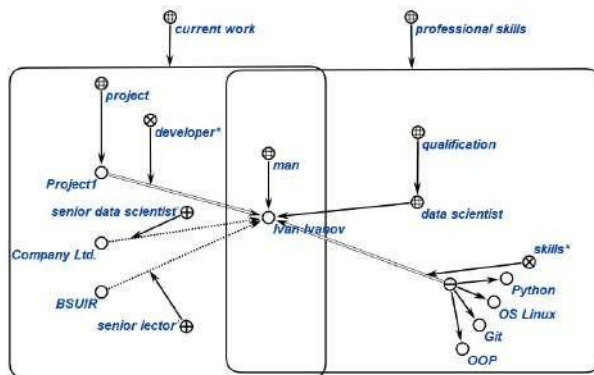 current work
professional skills
project
developer*
man
qualification
Project1
senior data scientist
Ivan Ivanov
data scientist
Company Ltd.
skills*
BSUIR
Python
OS Linux
senior lector
Git
OOP